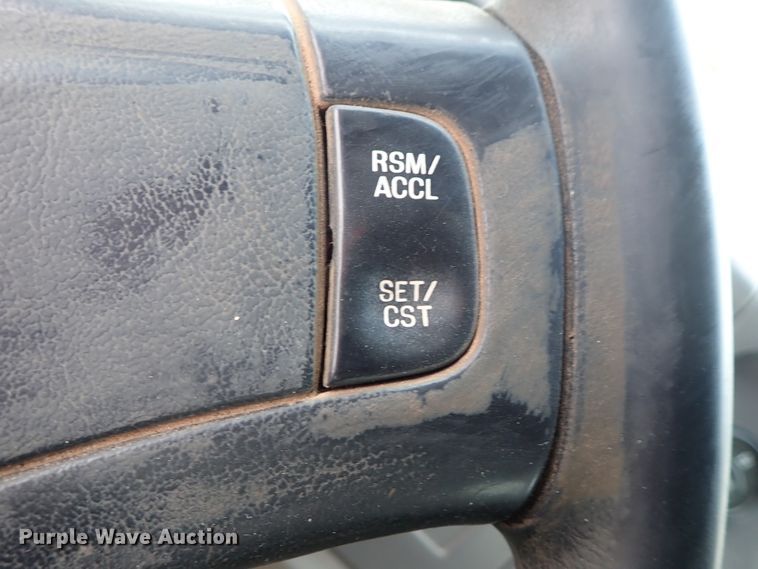 RSM/
ACCL
SET/
CST
Purple Wave Auction®